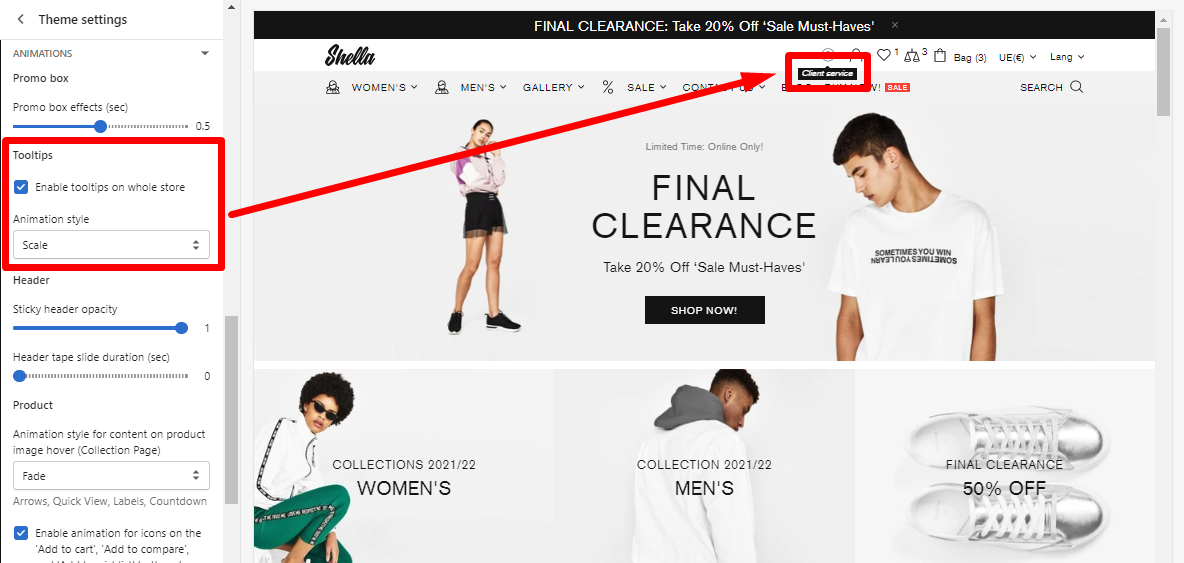 Theme settings
ANIMATIONS
Promo box
Promo box effects (sec)
0.5
Tooltips
Enable tooltips on whole store
Animation style
Scale
Header
Sticky header opacity
1
Header tape slide duration (sec)
0
Product
Animation style for content on product
image hover (Collection Page)
Fade
Arrows, Quick View, Labels, Countdown
Enable animation for icons on the
'Add to cart', 'Add to compare',
FINAL CLEARANCE: Take 20% Off ‘Sale Must-Haves’ ×
Shella
1 3 Bag (3) UE(€) Lang
Client service
WOMEN'S MEN'S GALLERY % SALE CONTACT US SALE SEARCH
Limited Time: Online Only!
FINAL
CLEARANCE
Take 20% Off ‘Sale Must-Haves’
SHOP NOW!
SOMETIMES YOU WIN
SOMETIMES YOU LEARN
COLLECTIONS 2021/22
WOMEN'S
COLLECTION 2021/22
MEN'S
FINAL CLEARANCE
50% OFF